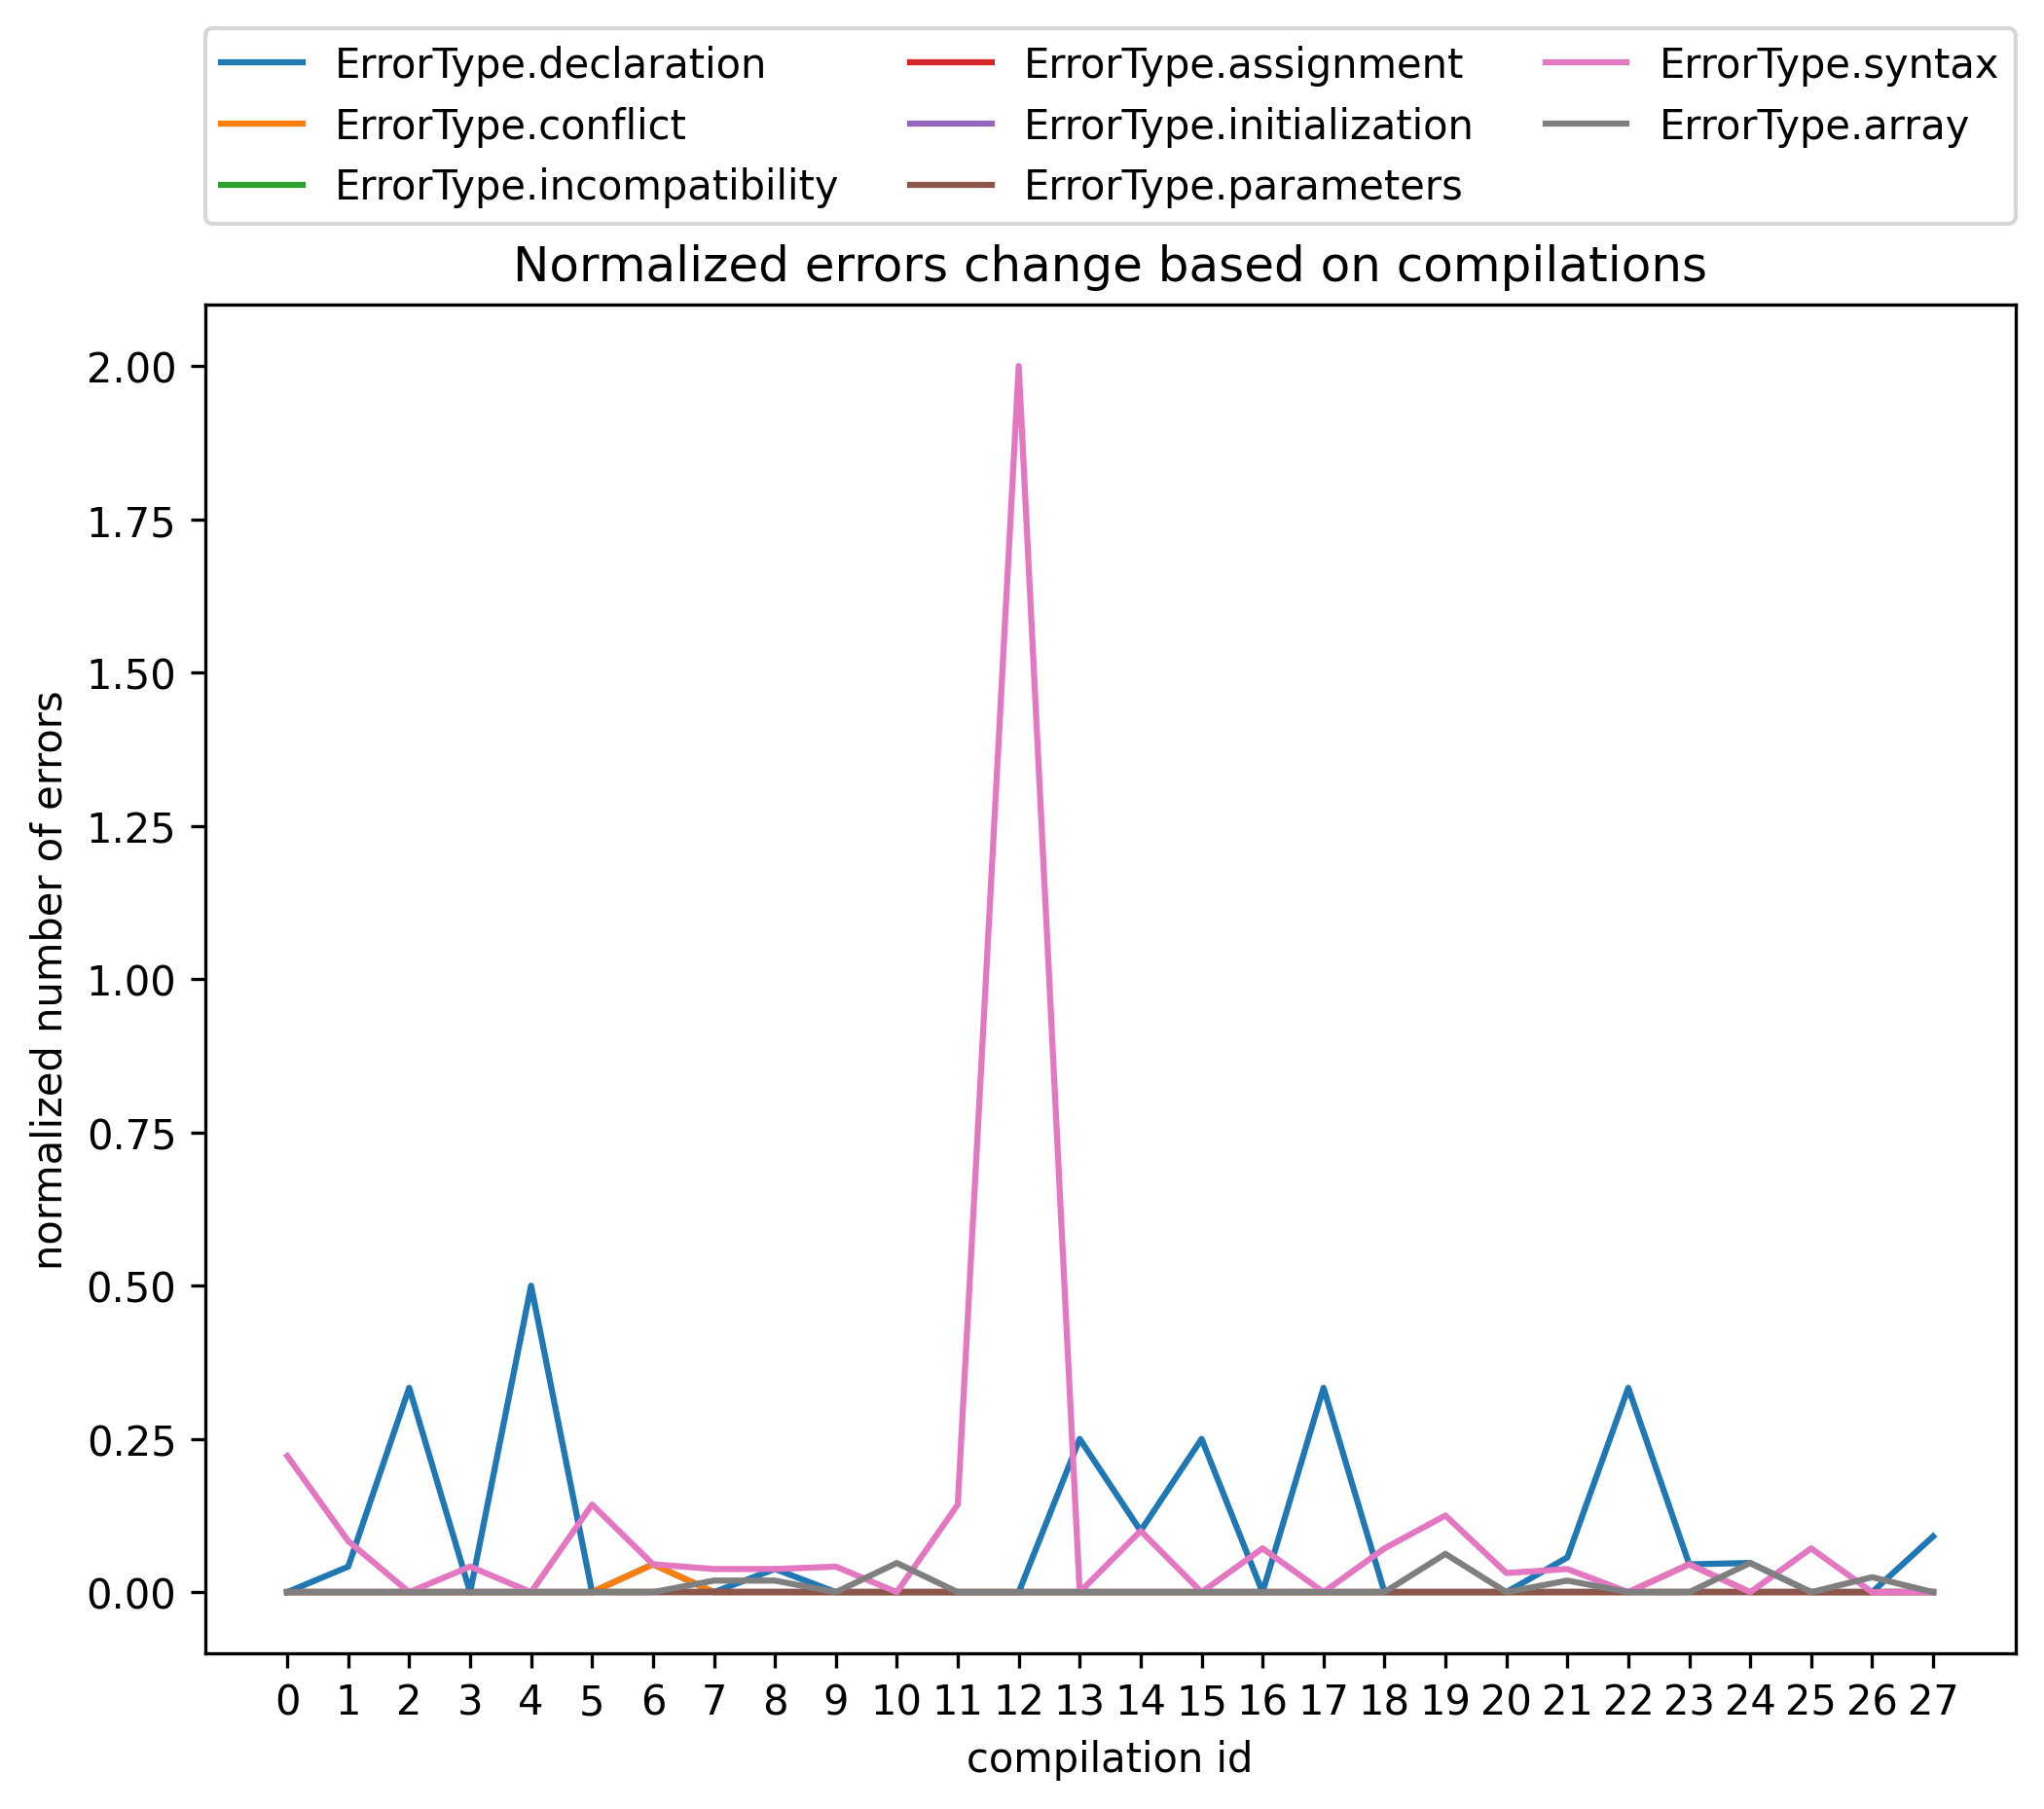 ErrorType.declaration
ErrorType.conflict
ErrorType.incompatibility
ErrorType.assignment
ErrorType.initialization
ErrorType.parameters
ErrorType.syntax
ErrorType.array
Normalized errors change based on compilations
normalized number of errors
2.00
1.75
1.50
1.25
1.00
0.75
0.50
0.25
0.00
0 1 2 3 4 5 6 7 8 9 10 11 12 13 14 15 16 17 18 19 20 21 22 23 24 25 26 27
compilation id